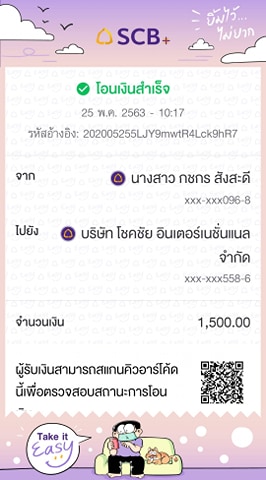 SCB+
ยิ้มไว้...
ไม่ยาก
โอนเงินสำเร็จ
25 พ.ค. 2563 - 10:17
รหัสอ้างอิง: 202005255LJY9mwtR4Lck9hR7
จาก
นางสาว กชกร สังสะดี
xxx-xxx096-8
ไปยัง
บริษัท โชคชัย อินเตอร์เนชั่นแนล
จำกัด
xxx-xxx558-6
จำนวนเงิน
1,500.00
ผู้รับเงินสามารถสแกนคิวอาร์โค้ด
นี้เพื่อตรวจสอบสถานะการโอน
Take it
Easy